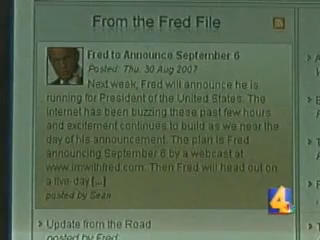 From the Fred File
Fred to Announce September 6
Posted: Thu. 30 Aug 2007
Next week, Fred will announce he is
running for President of the United States. The
Internet has been buzzing these past few hours
and excitement continues to build as we near the
day of his announcement. The plan is Fred
announcing September 6 by a webcast at
www.imwithfred.com. Then Fred will head out on
a five-day [...]
posted by Sean
Update from the Road
posted by Fred
4